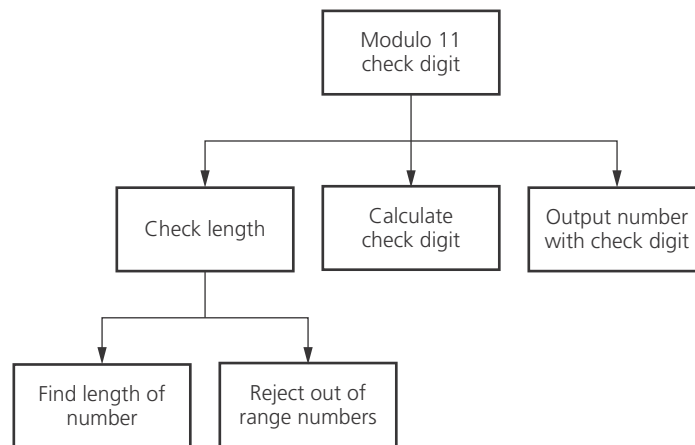 Modulo 11
check digit
Check length
Calculate
check digit
Output number
with check digit
Find length of
number
Reject out of
range numbers